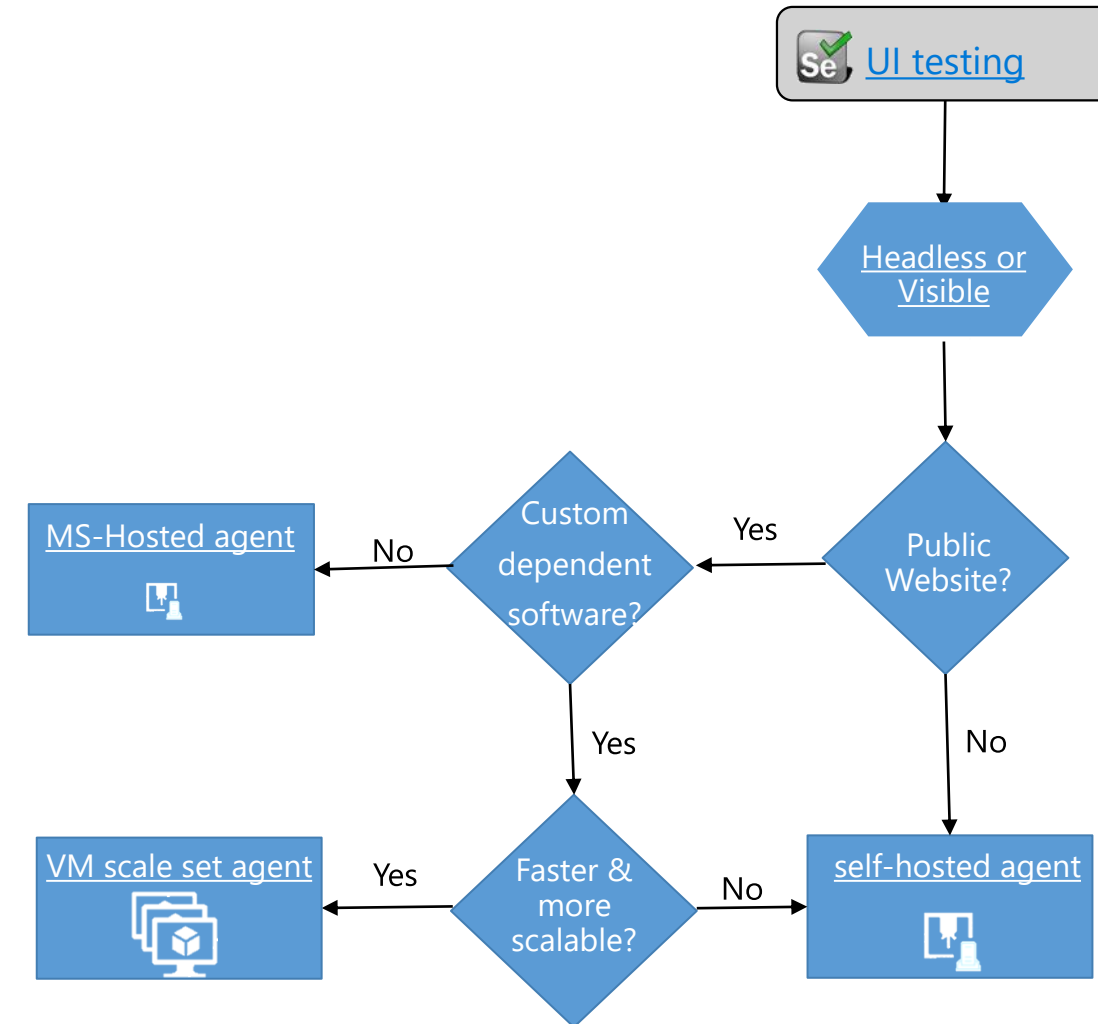 Se
UI testing
Headless or
Visible
Public
Website?
Yes
Custom
dependent
software?
No
MS-Hosted agent
Yes
No
Faster &
more
scalable?
Yes
VM scale set agent
No
self-hosted agent